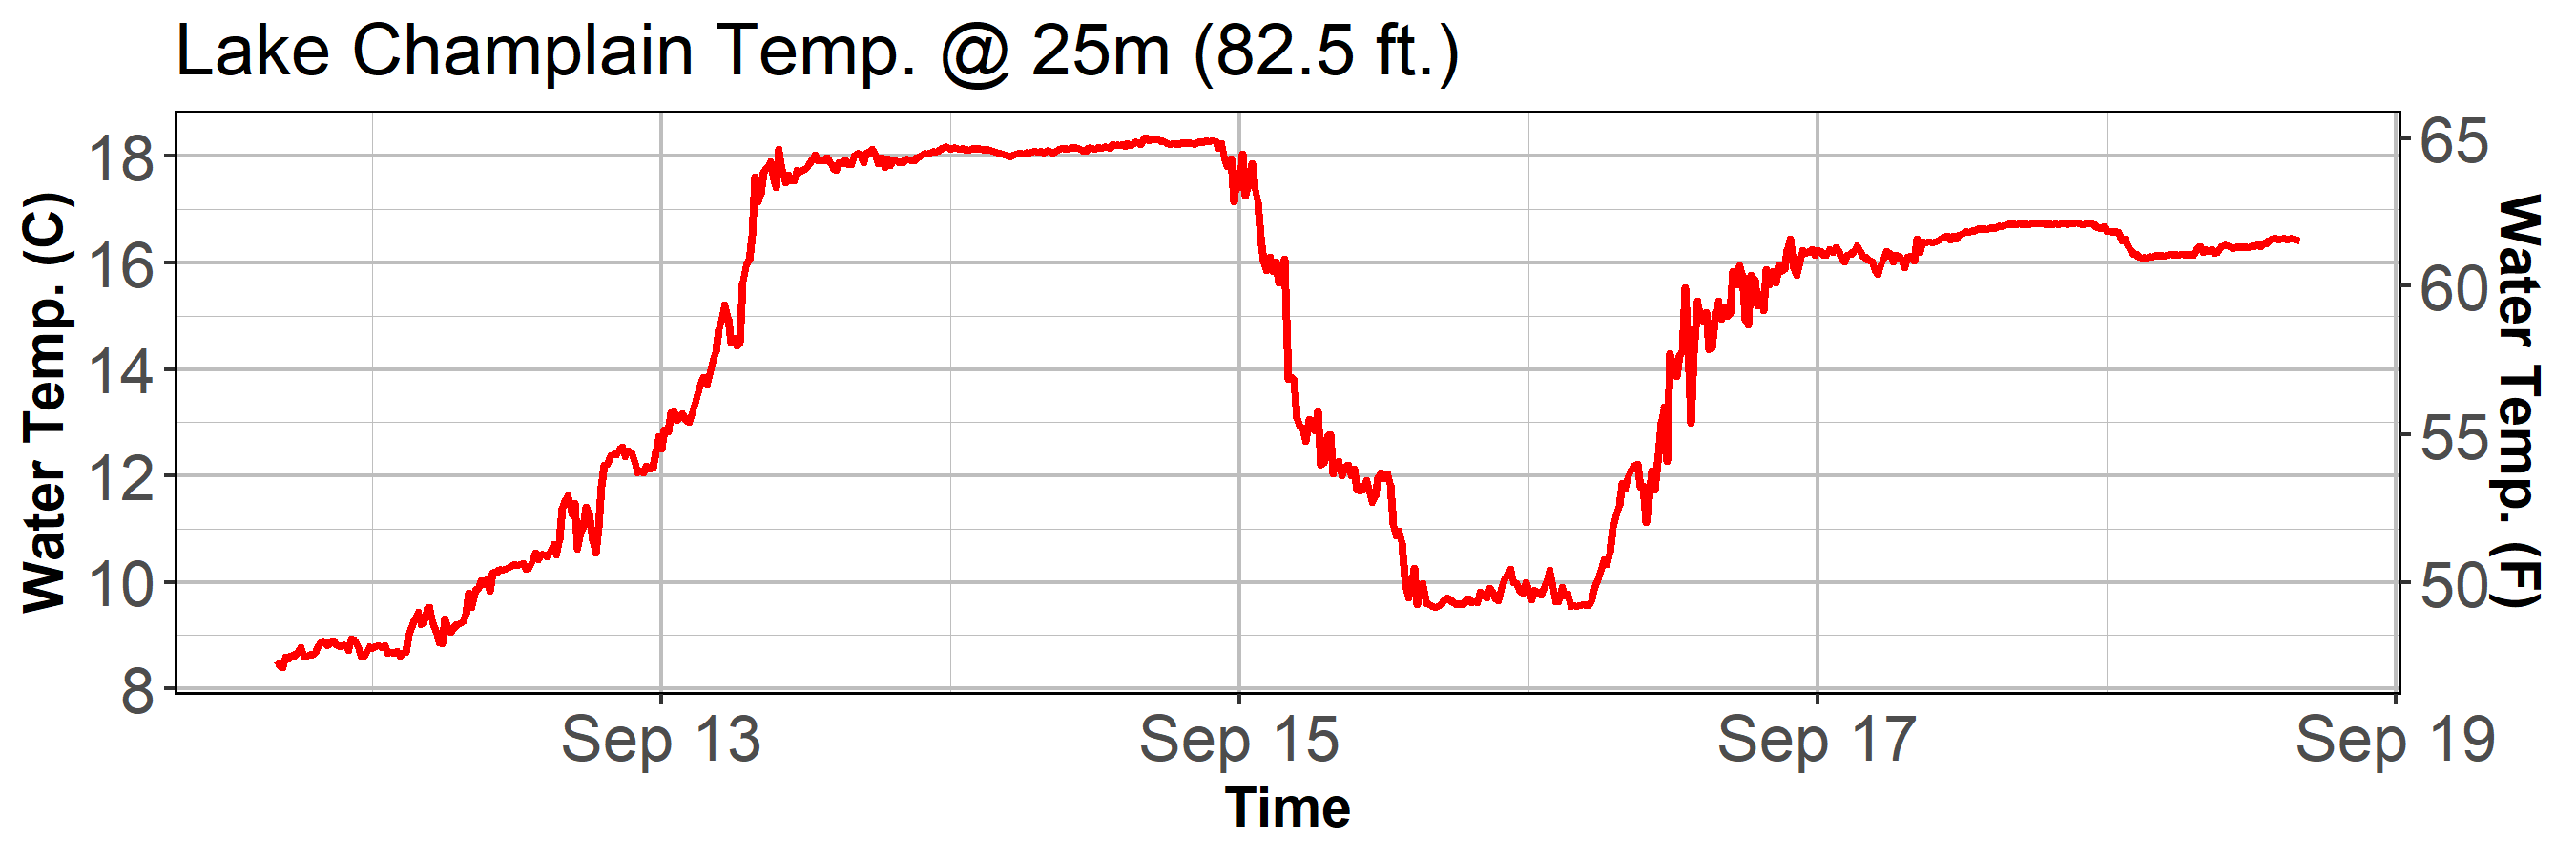 Lake Champlain Temp. @ 25m (82.5 ft.)
Water Temp. (C)
18
16
14
12
10
8
65
60
55
50
Water Temp. (F)
Sep 13 Sep 15 Sep 17 Sep 19
Time